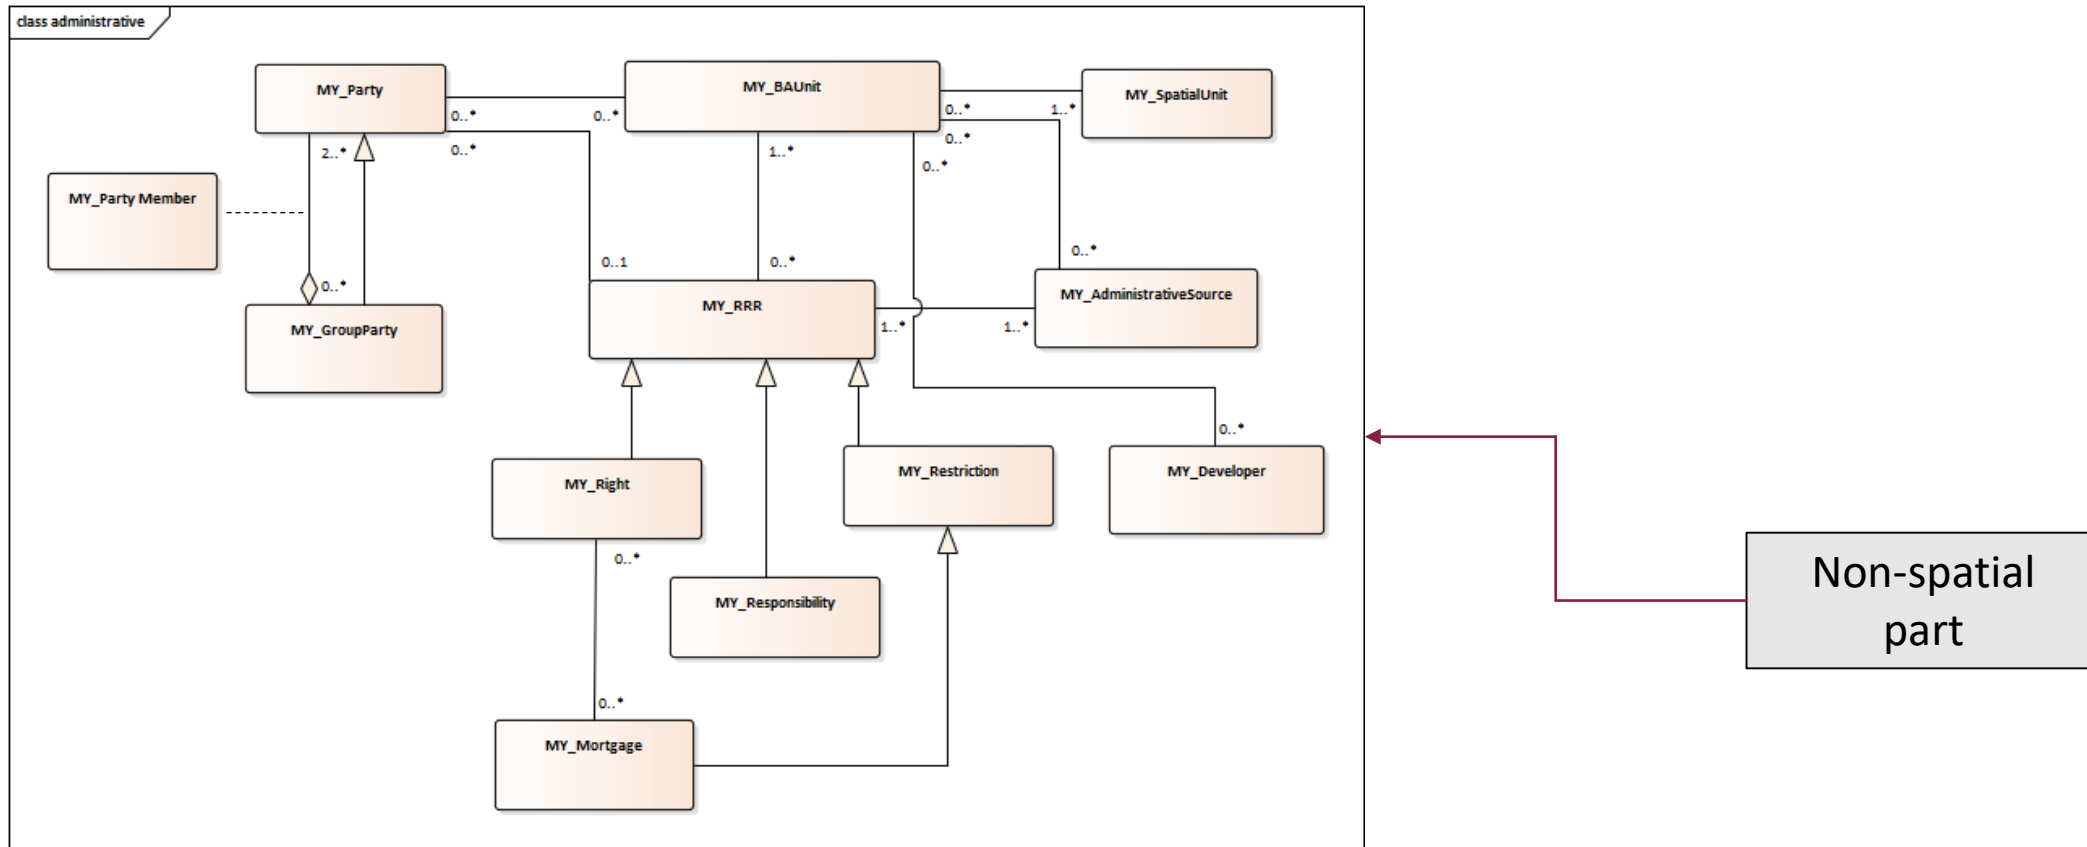 class administrative
MY_Party
MY_BAUnit
MY_SpatialUnit
0..*
0..*
0..*
1..*
0..*
0..*
2..*
1..*
0..*
MY_Party Member
0..*
0..1
0..*
0..*
MY_AdministrativeSource
MY_RRR
1..*
1..*
MY_GroupParty
0..*
MY_Restriction
MY_Developer
MY_Right
0..*
Non-spatial
part
MY_Responsibility
0..*
MY_Mortgage